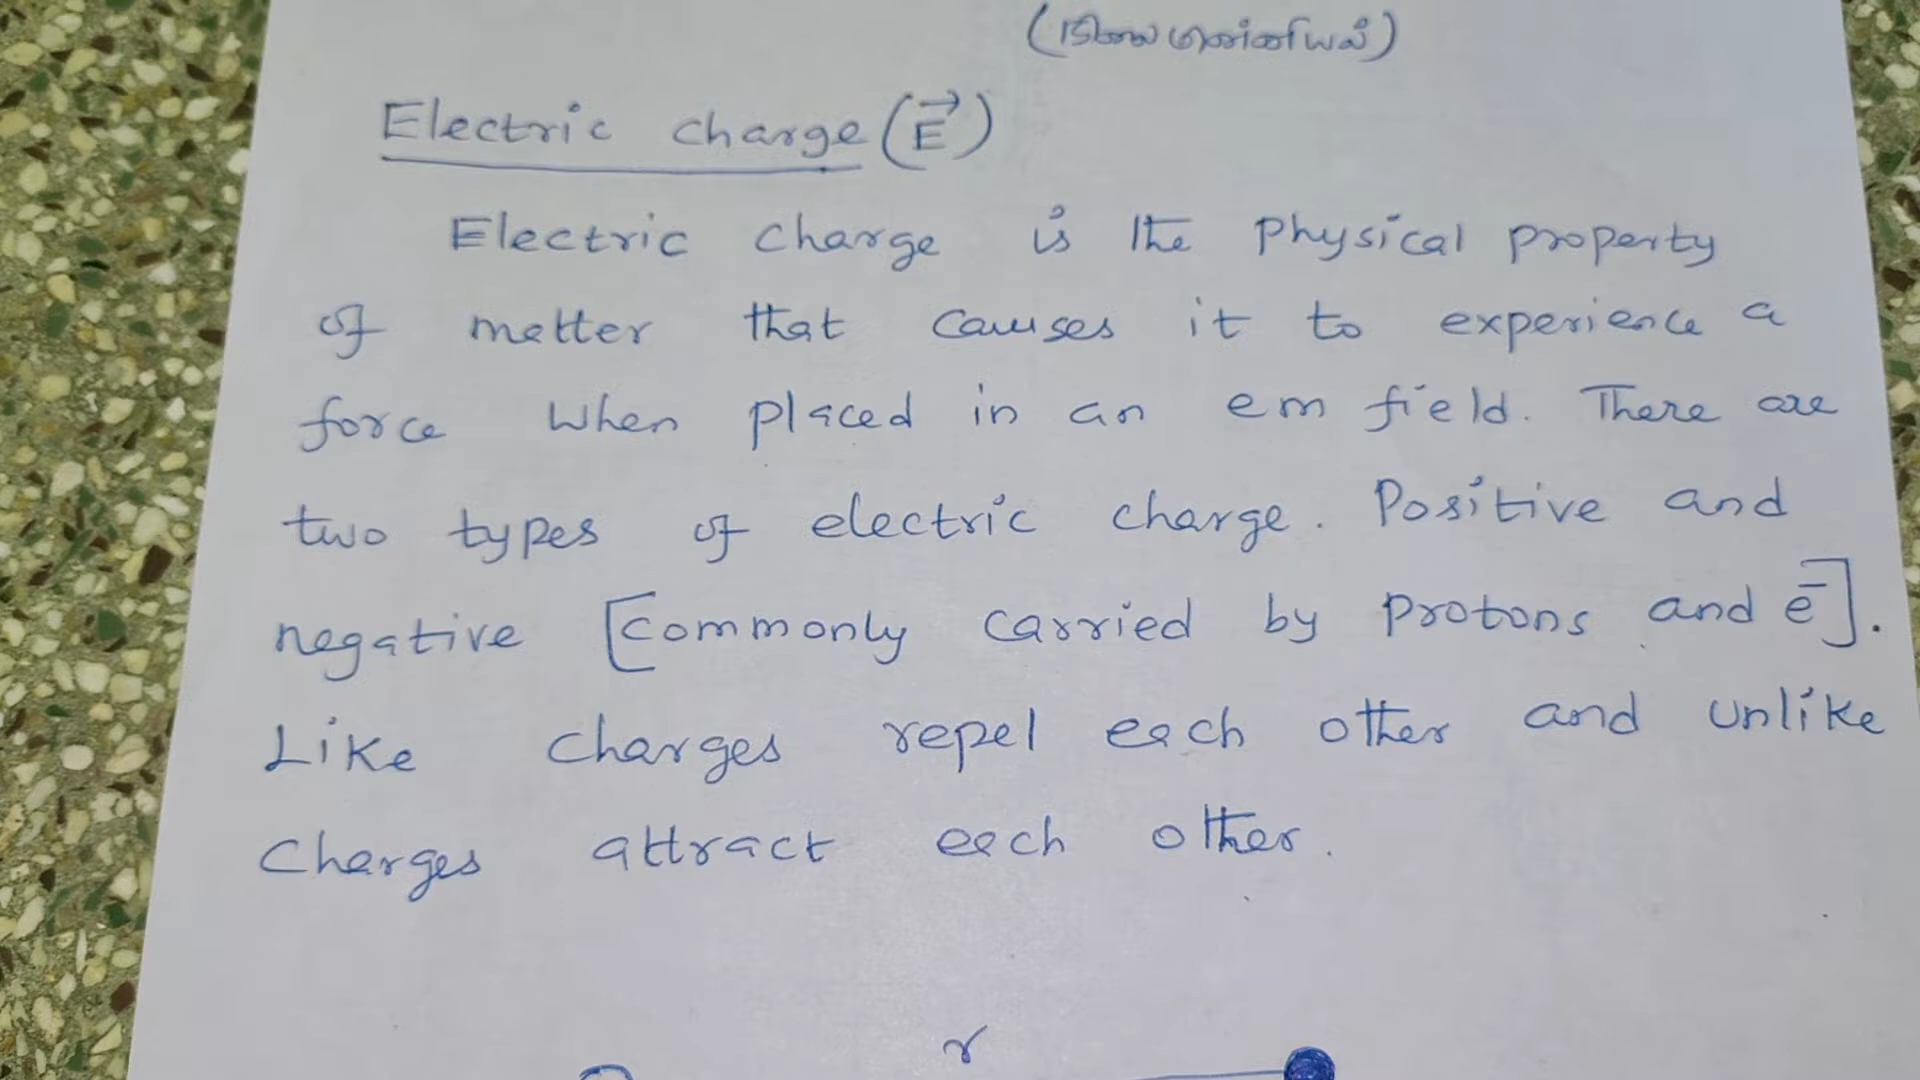 (நிலைமின்னியல்)
Electric charge (E⃗)
Electric charge is the physical property
of matter that causes it to experience a
force when placed in an em field. There are
two types of electric charge. Positive and
negative [commonly carried by protons and e̅].
Like charges repel each other and unlike
charges attract each other.
r